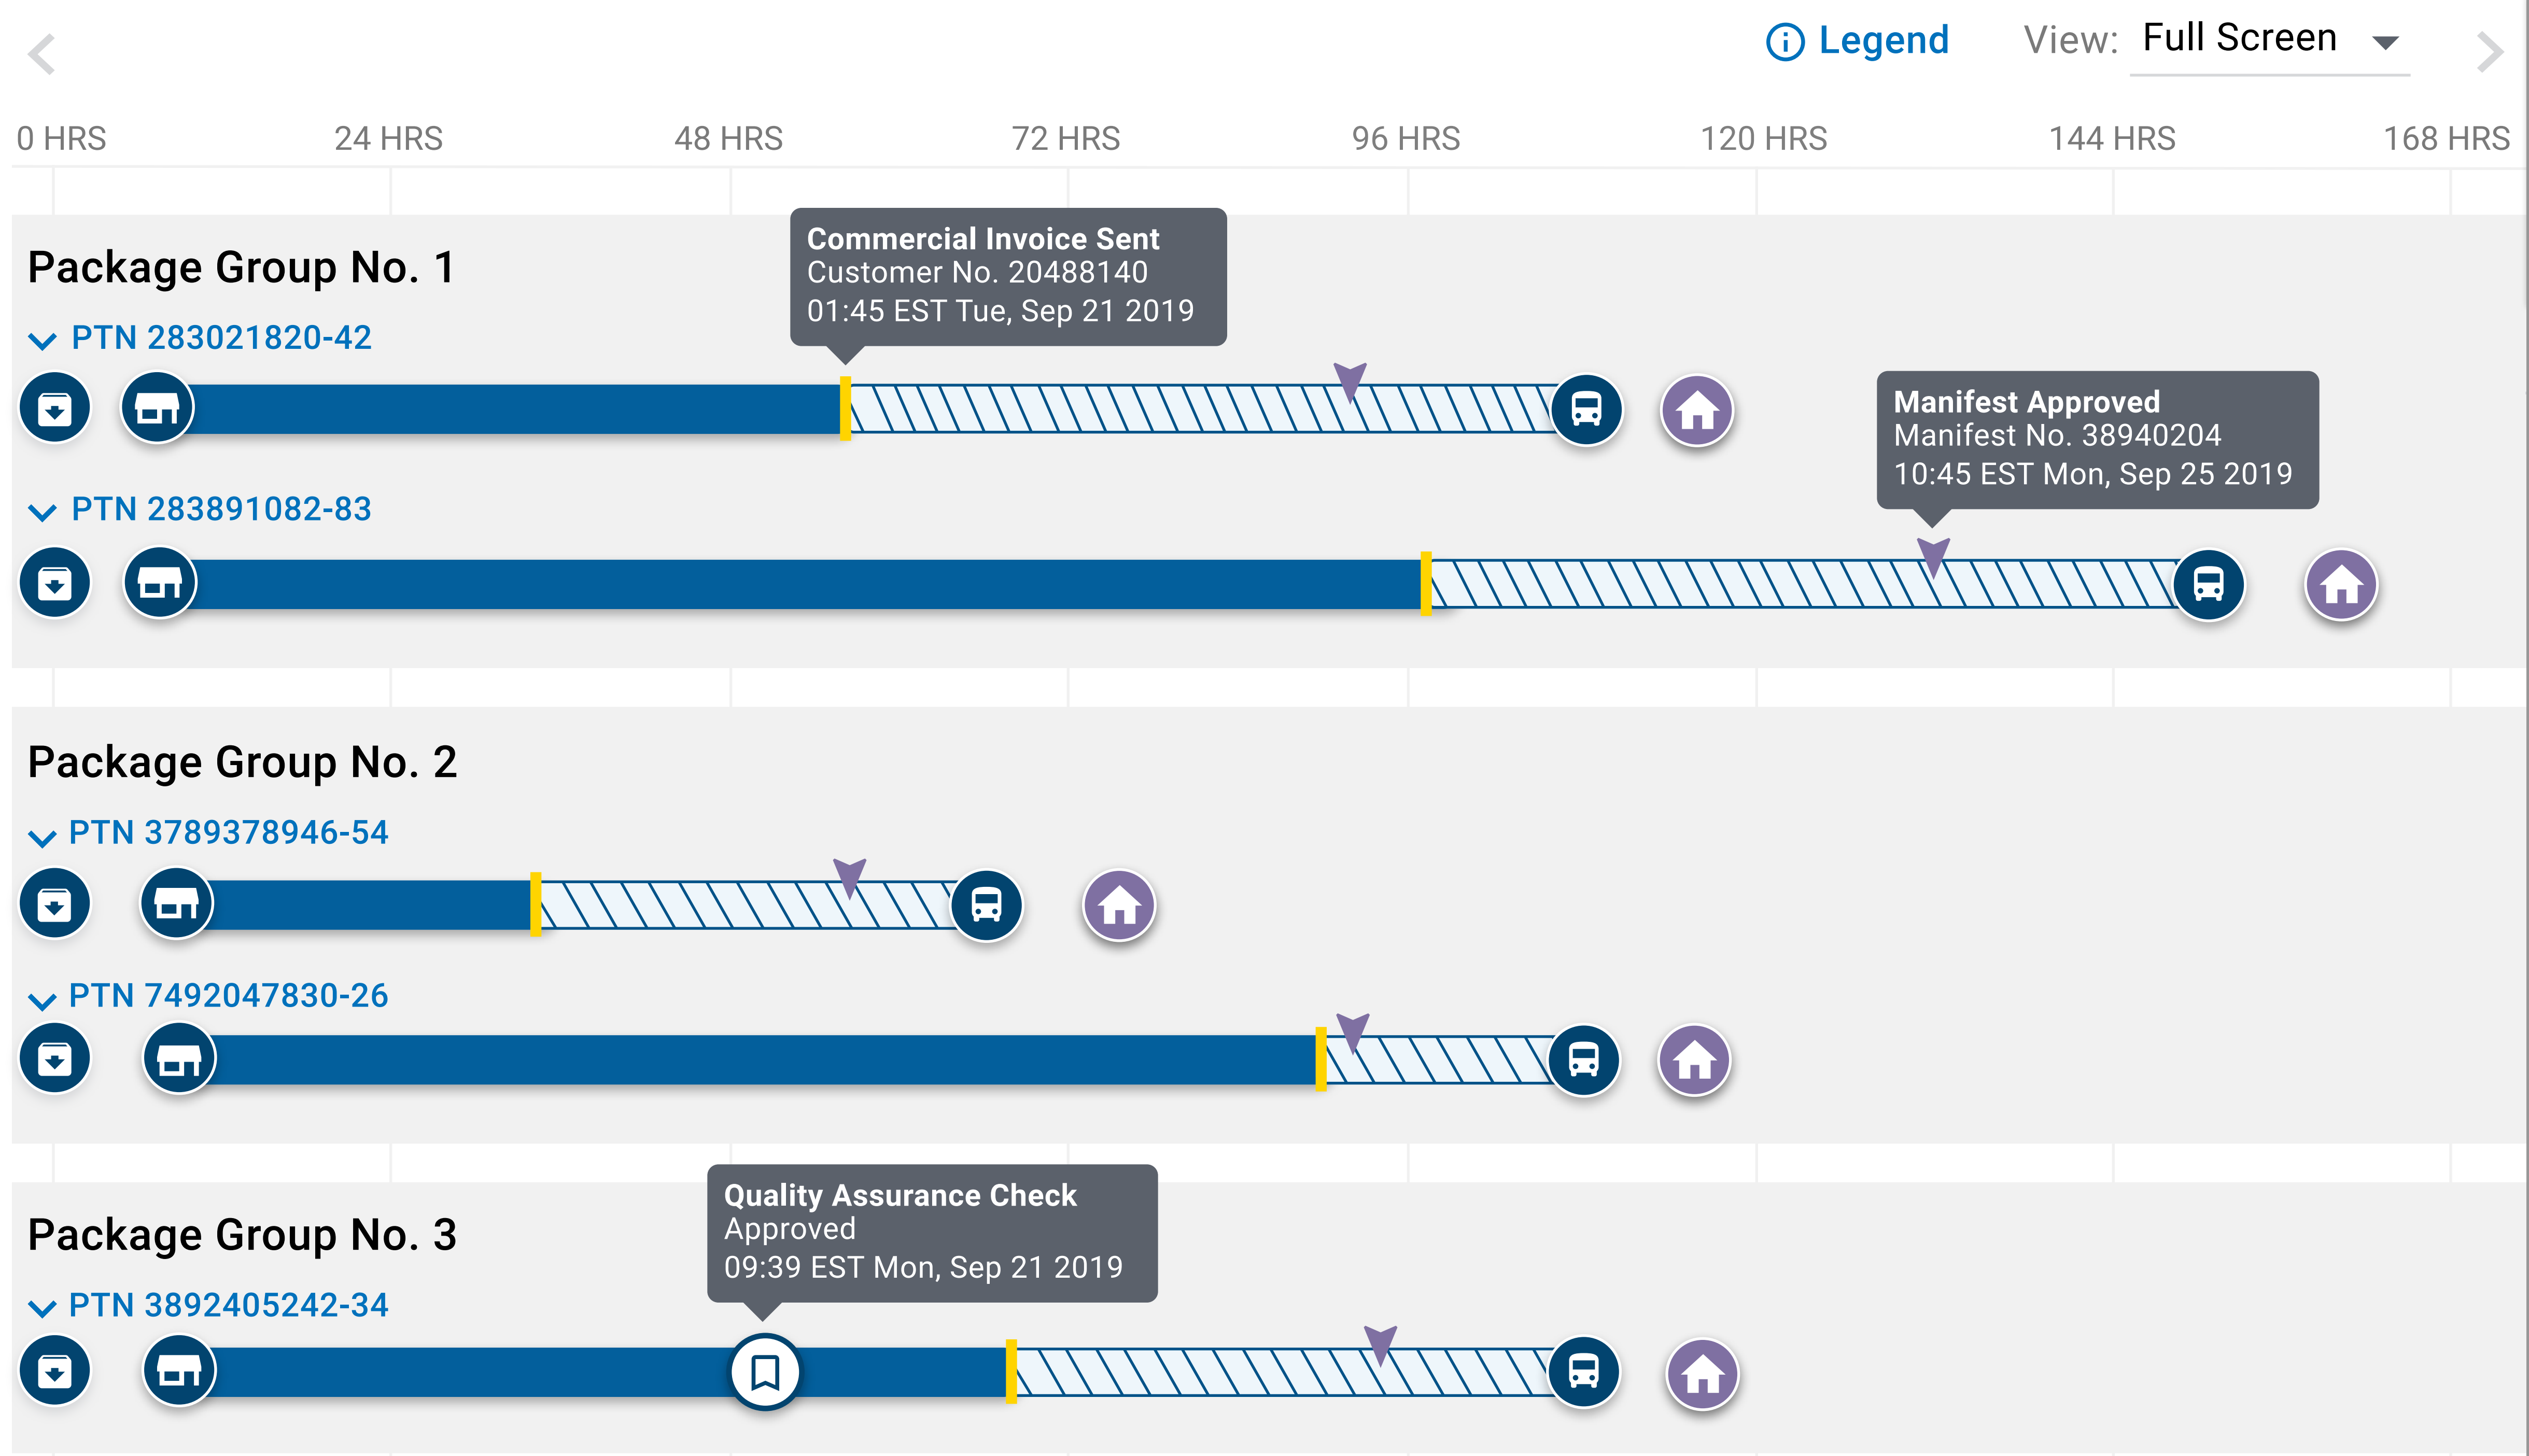 Legend View: Full Screen
0 HRS 24 HRS 48 HRS 72 HRS 96 HRS 120 HRS 144 HRS 168 HRS
Package Group No. 1
Commercial Invoice Sent
Customer No. 20488140
01:45 EST Tue, Sep 21 2019
PTN 283021820-42
Manifest Approved
Manifest No. 38940204
10:45 EST Mon, Sep 25 2019
PTN 283891082-83
Package Group No. 2
PTN 3789378946-54
PTN 7492047830-26
Package Group No. 3
Quality Assurance Check
Approved
09:39 EST Mon, Sep 21 2019
PTN 3892405242-34